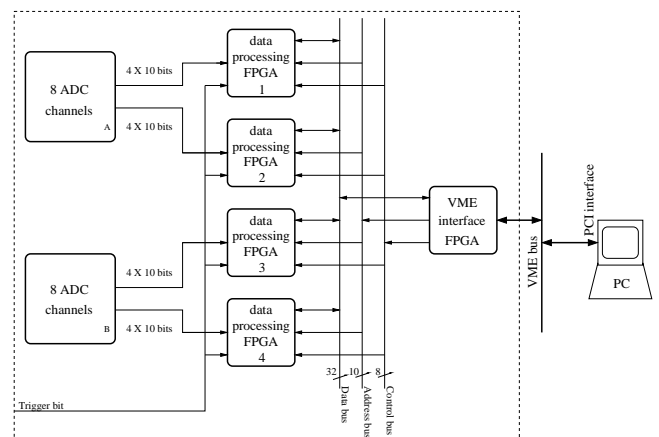 data
processing
FPGA
1
8 ADC
channels
A
4 X 10 bits
4 X 10 bits
data
processing
FPGA
2
VME
interface
FPGA
data
processing
FPGA
3
8 ADC
channels
B
4 X 10 bits
4 X 10 bits
data
processing
FPGA
4
VME bus
PCI interface
PC
32
10
8
Data bus
Address bus
Control bus
Trigger bit